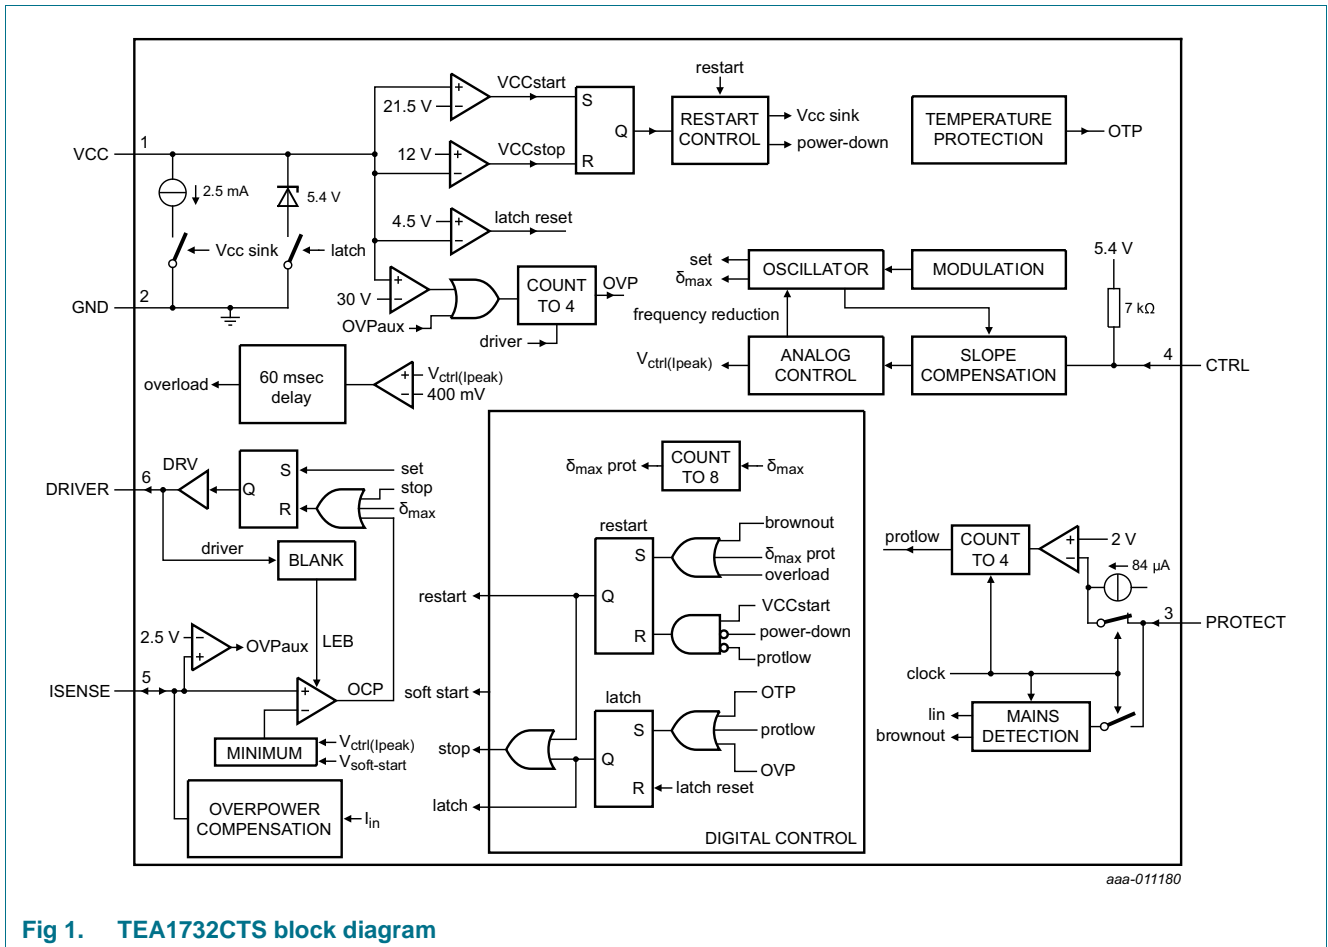 restart
VCCstart
21.5 V
+
−
S
Q
R
RESTART
CONTROL
Vcc sink
power-down
TEMPERATURE
PROTECTION
OTP
VCC
1
12 V
+
−
VCCstop
2.5 mA
5.4 V
4.5 V
+
−
latch reset
Vcc sink
latch
GND
2
30 V
+
−
OVPaux
COUNT
TO 4
OVP
driver
set
δmax
OSCILLATOR
MODULATION
5.4 V
7 kΩ
frequency reduction
Vctrl(Ipeak)
ANALOG
CONTROL
SLOPE
COMPENSATION
4
CTRL
overload
60 msec
delay
+
−
Vctrl(Ipeak)
400 mV
δmax prot
COUNT
TO 8
δmax
DRV
6
DRIVER
Q
S
R
set
stop
δmax
driver
BLANK
restart
S
Q
R
brownout
δmax prot
overload
restart
VCCstart
power-down
protlow
protlow
COUNT
TO 4
+
−
2 V
84 μA
3
PROTECT
2.5 V
−
+
OVPaux
LEB
ISENSE
5
+
−
OCP
MINIMUM
Vctrl(Ipeak)
Vsoft-start
OVERPOWER
COMPENSATION
Iin
soft start
latch
S
Q
R
OTP
protlow
OVP
stop
latch reset
latch
DIGITAL CONTROL
clock
Iin
brownout
MAINS
DETECTION
aaa-011180
Fig 1. TEA1732CTS block diagram